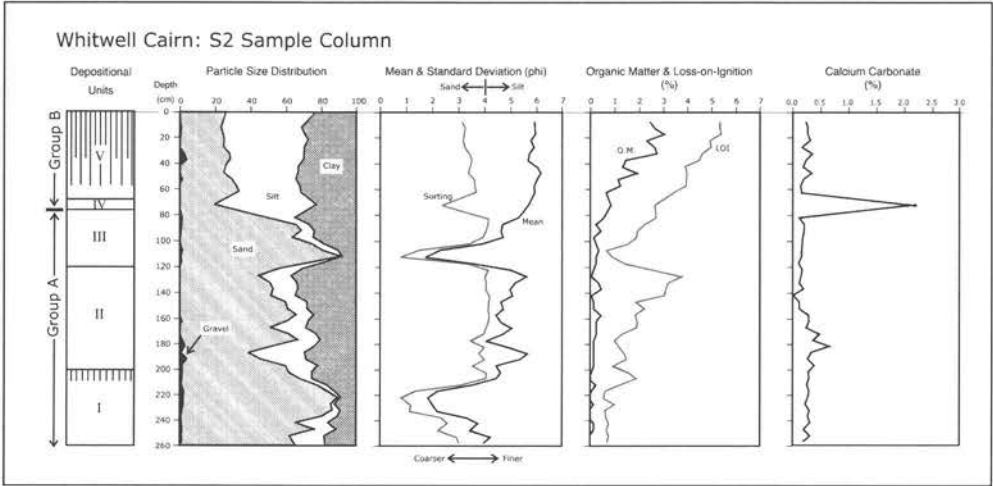 Whitwell Cairn: S2 Sample Column
Depositional
Units
Depth
(cm)
Particle Size Distribution
Mean & Standard Deviation (phi)
Sand Silt
Organic Matter & Loss-on-Ignition
(%)
Calcium Carbonate
(%)
0 20 40 60 80 100
0 1 2 3 4 5 6 7
0 1 2 3 4 5 6 7
0.0 0.5 1.0 1.5 2.0 2.5 3.0
0
20
40
60
80
100
120
140
160
180
200
220
240
260
Group B
Group A
V
IV
III
II
I
Clay
Silt
Sand
Gravel
Sorting
Mean
O.M.
LOI
Coarser Finer